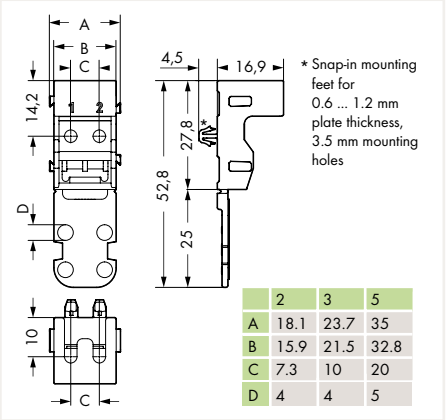 A
B
C
4,5
16,9
* Snap-in mounting
feet for
0.6 ... 1.2 mm
plate thickness,
3.5 mm mounting
holes
14,2
1 2
*
27,8
52,8
D
25
10
C
2 3 5
A 18.1 23.7 35
B 15.9 21.5 32.8
C 7.3 10 20
D 4 4 5